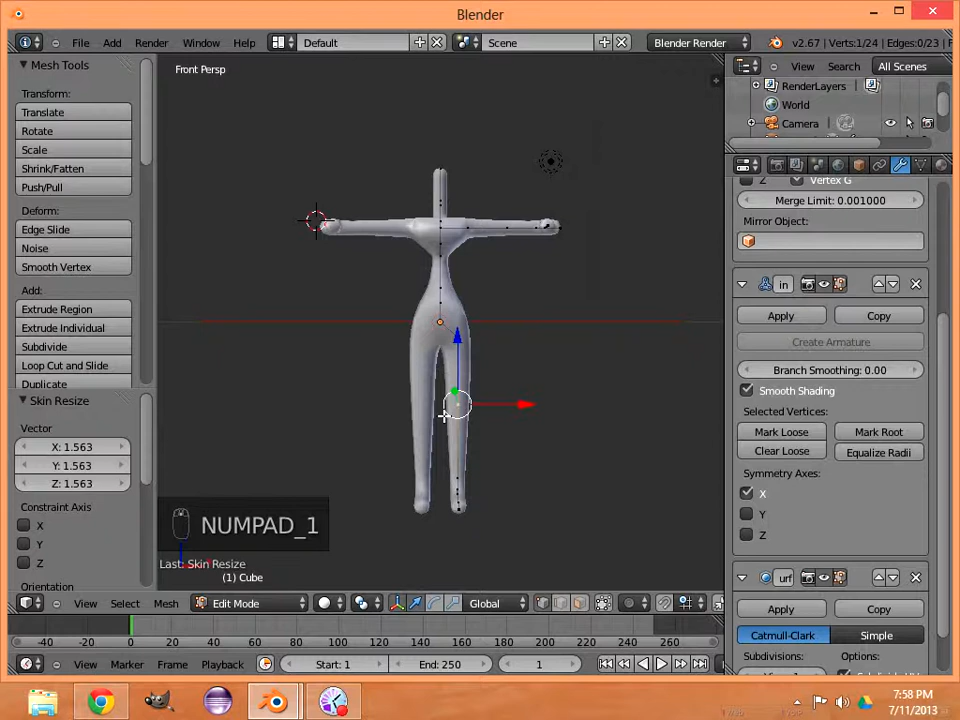 Blender
File Add Render Window Help Default Scene Blender Render v2.67 | Verts:1/24 | Edges:0/23 | F
Mesh Tools
Transform:
Translate
Rotate
Scale
Shrink/Fatten
Push/Pull
Deform:
Edge Slide
Noise
Smooth Vertex
Add:
Extrude Region
Extrude Individual
Subdivide
Loop Cut and Slide
Duplicate
Skin Resize
Vector
X: 1.563
Y: 1.563
Z: 1.563
Constraint Axis
X
Y
Z
Orientation
Front Persp
NUMPAD_1
Last: Skin Resize
(1) Cube
View Select Mesh Edit Mode Global
-40 -20 0 20 40 60 80 100 120 140 160 180 200 220 240 260
View Marker Frame Playback Start: 1 End: 250 1
View Search All Scenes
RenderLayers
World
Camera
Z Vertex G
Merge Limit: 0.001000
Mirror Object:
in
Apply Copy
Create Armature
Branch Smoothing: 0.00
Smooth Shading
Selected Vertices:
Mark Loose Mark Root
Clear Loose Equalize Radii
Symmetry Axes:
X
Y
Z
urf
Apply Copy
Catmull-Clark Simple
Subdivisions: Options:
7:58 PM
7/11/2013